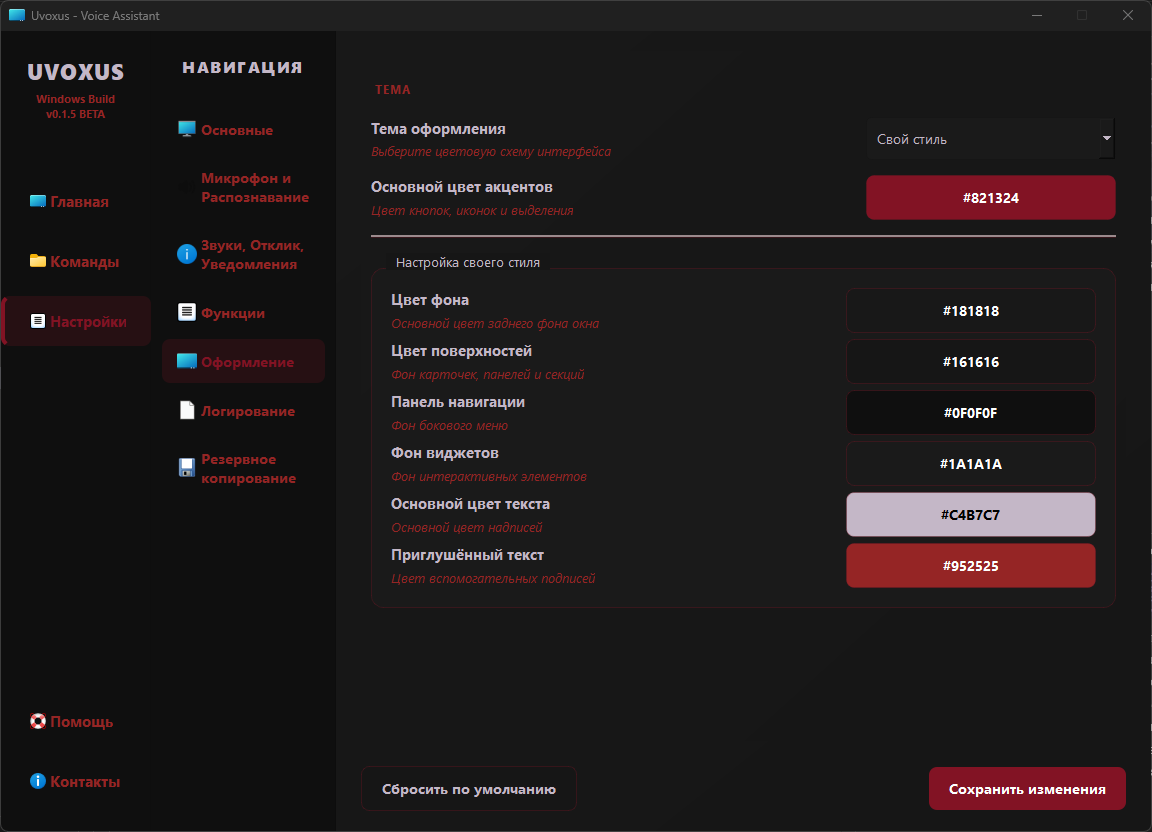 Uvoxus - Voice Assistant
UVOXUS
Windows Build
v0.1.5 BETA
Главная
Команды
Настройки
Помощь
Контакты
НАВИГАЦИЯ
Основные
Микрофон и
Распознавание
Звуки, Отклик,
Уведомления
Функции
Оформление
Логирование
Резервное
копирование
ТЕМА
Тема оформления
Выберите цветовую схему интерфейса
Свой стиль
Основной цвет акцентов
Цвет кнопок, иконок и выделения
#821324
Настройка своего стиля
Цвет фона
Основной цвет заднего фона окна
#181818
Цвет поверхностей
Фон карточек, панелей и секций
#161616
Панель навигации
Фон бокового меню
#0F0F0F
Фон виджетов
Фон интерактивных элементов
#1A1A1A
Основной цвет текста
Основной цвет надписей
#C4B7C7
Приглушённый текст
Цвет вспомогательных подписей
#952525
Сбросить по умолчанию
Сохранить изменения